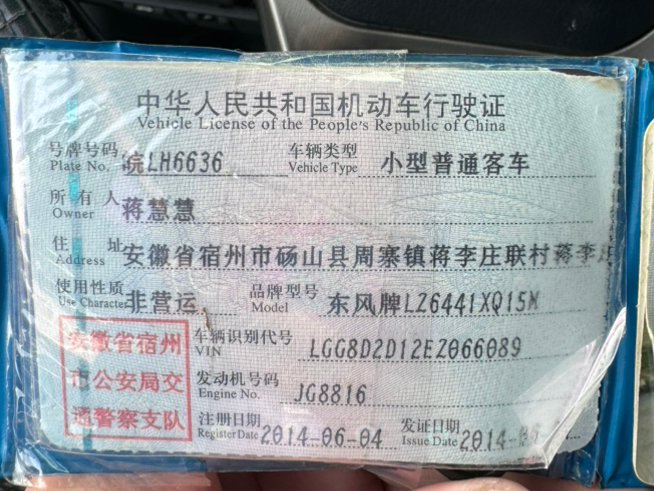 中华人民共和国机动车行驶证
Vehicle License of the People's Republic of China
号牌号码 皖LH6636 车辆类型 小型普通客车
Plate No. Vehicle Type
所有人 蒋慧慧
Owner
住址 安徽省宿州市砀山县周寨镇蒋李庄联村蒋李
Address
使用性质 非营运 品牌型号 东风牌LZ6441XQ15M
Use Character Model
安徽省宿州 车辆识别代号 LGG8D2D12EZ066089
VIN
市公安局交 发动机号码 JG8816
Engine No.
通警察支队 注册日期 2014-06-04 发证日期 2014-
Register Date Issue Date